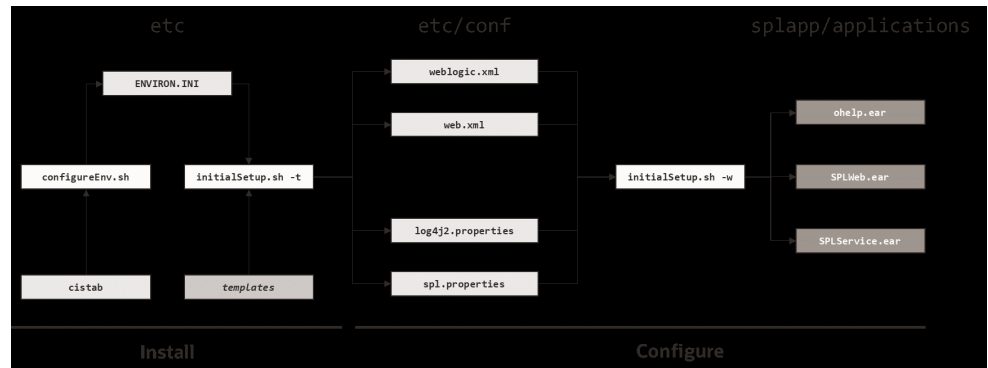 etc
etc/conf
splapp/applications
ENVIRON.INI
weblogic.xml
web.xml
ohelp.ear
configureEnv.sh
initialSetup.sh -t
initialSetup.sh -w
SPLWeb.ear
log4j2.properties
SPLService.ear
cistab
templates
spl.properties
Install
Configure